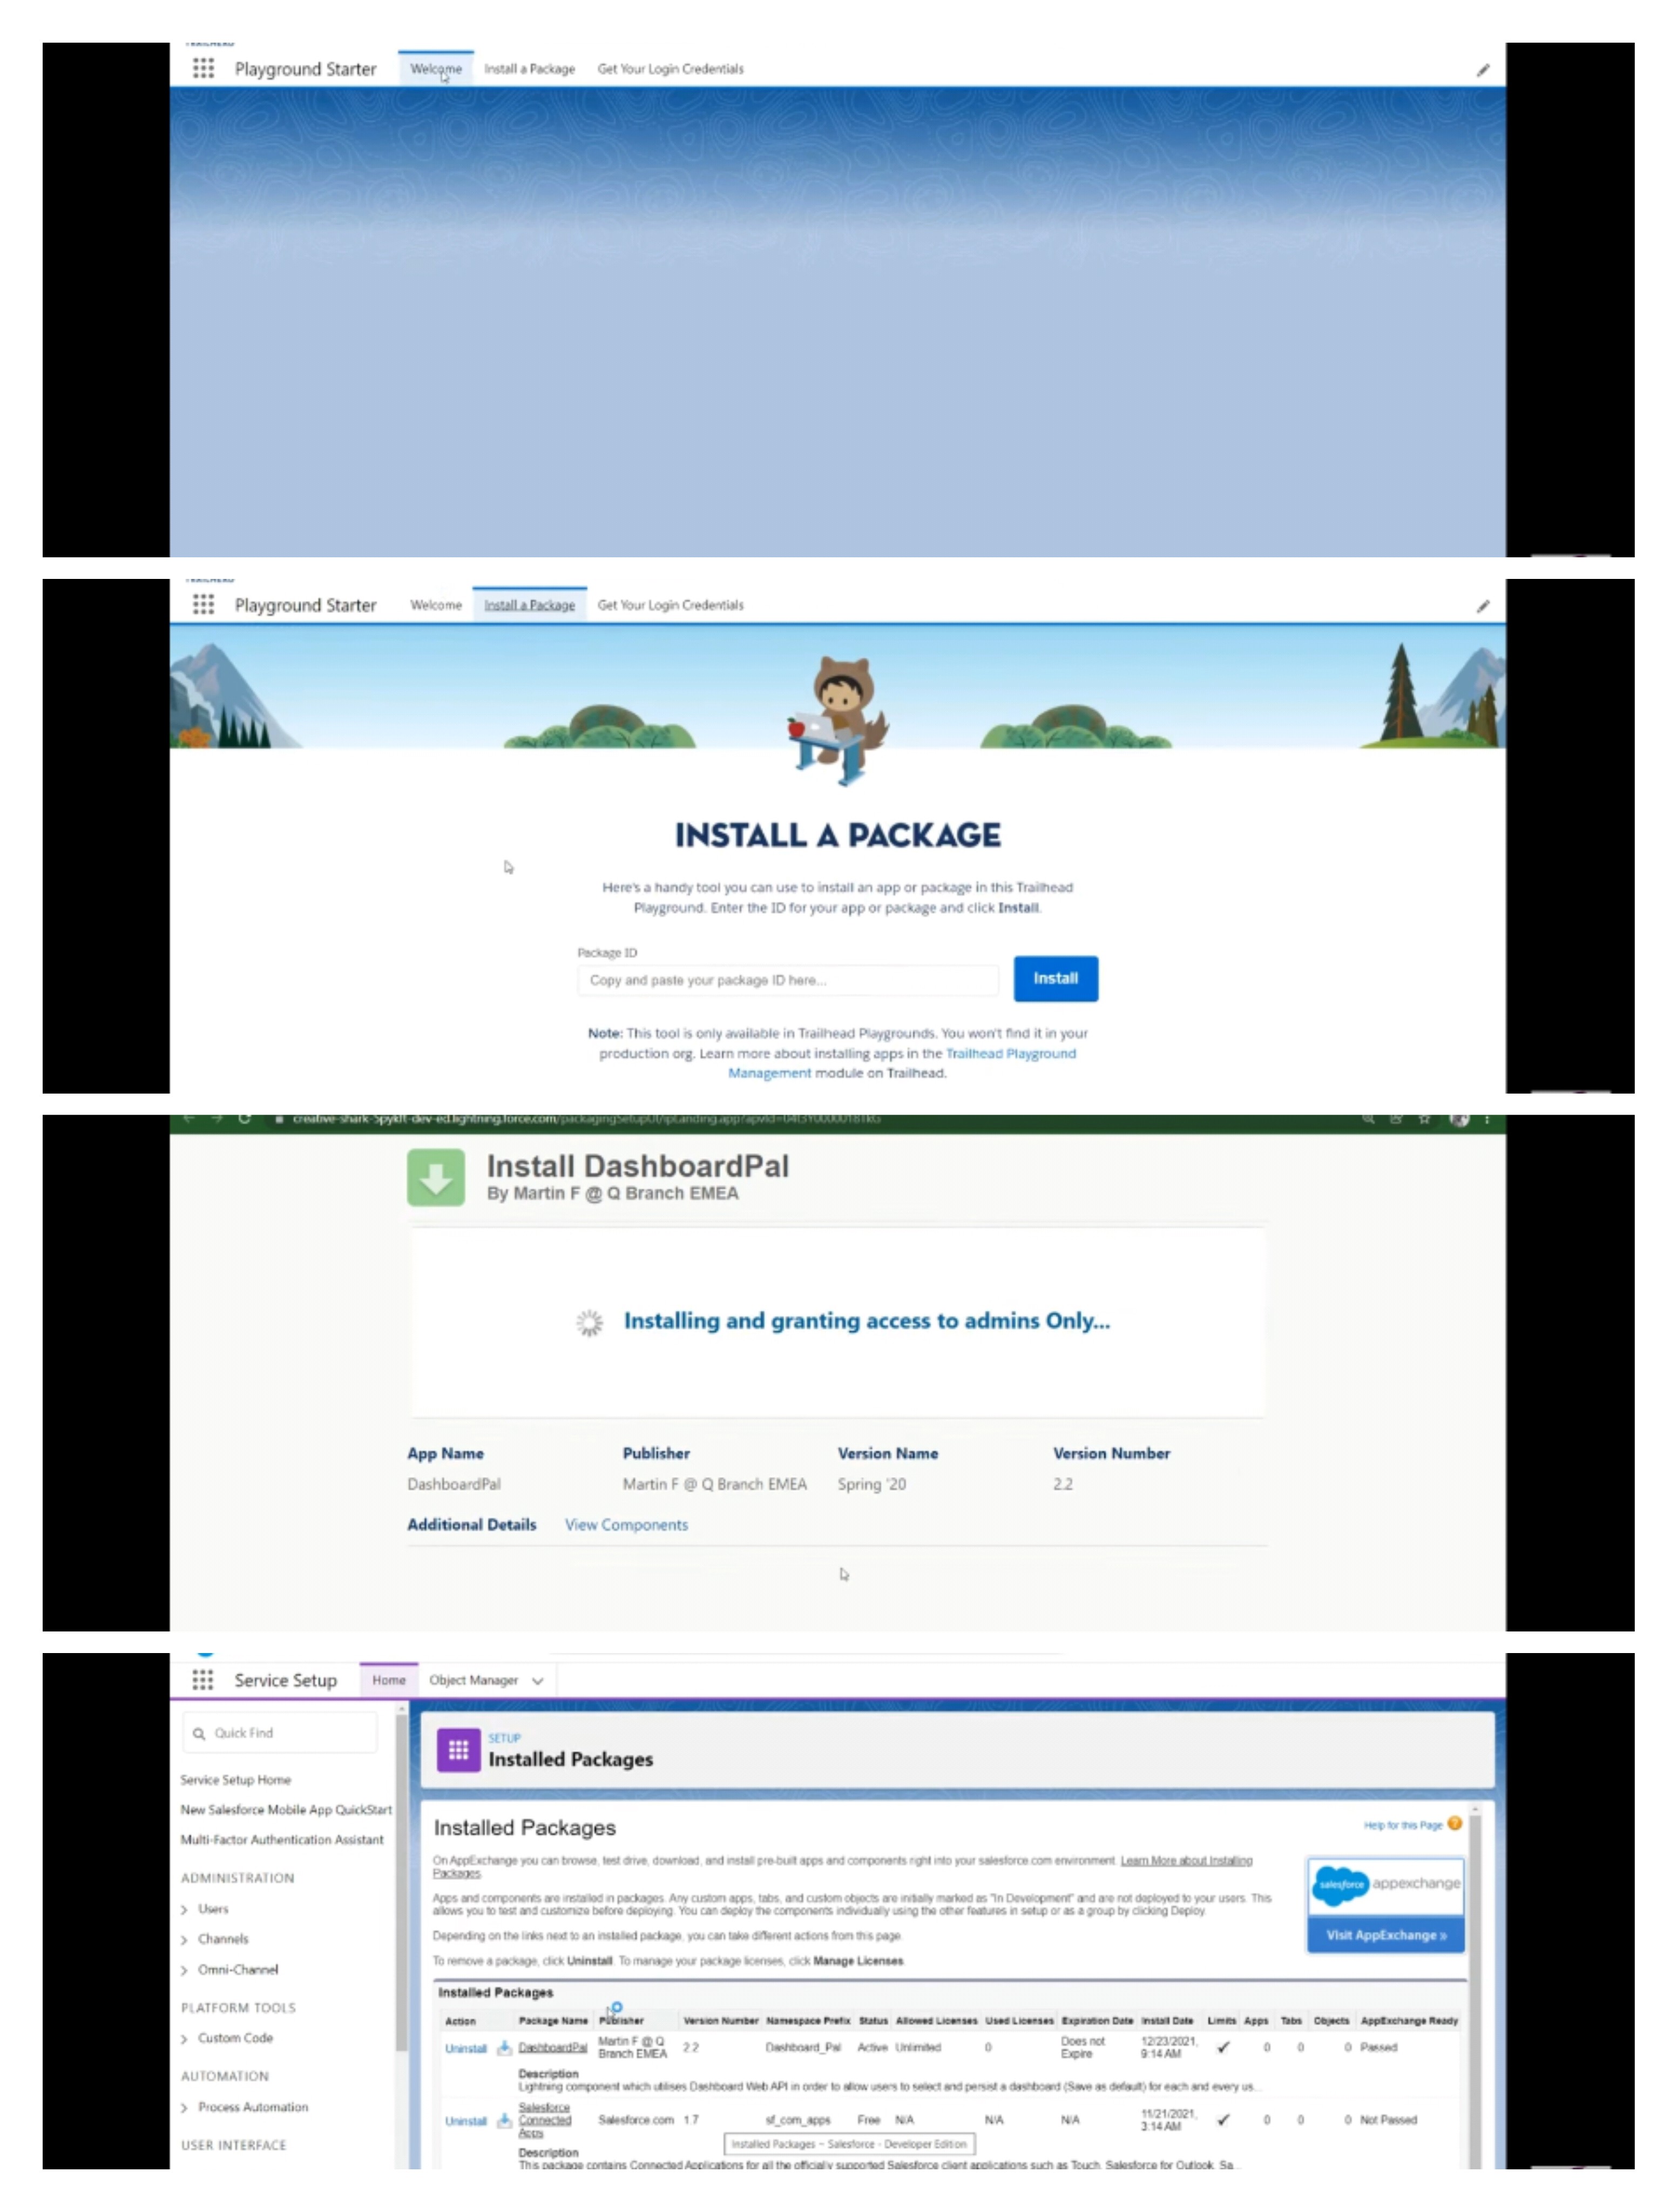 Playground Starter Welcome Install a Package Get Your Login Credentials
Playground Starter Welcome Install a Package Get Your Login Credentials
INSTALL A PACKAGE
Here's a handy tool you can use to install an app or package in this Trailhead
Playground. Enter the ID for your app or package and click Install.
Package ID
Copy and paste your package ID here...
Install
Note: This tool is only available in Trailhead Playgrounds. You won't find it in your
production org. Learn more about installing apps in the Trailhead Playground
Management module on Trailhead.
Install DashboardPal
By Martin F @ Q Branch EMEA
Installing and granting access to admins Only...
App Name Publisher Version Name Version Number
DashboardPal Martin F @ Q Branch EMEA Spring '20 2.2
Additional Details View Components
Service Setup Home Object Manager
Quick Find
Service Setup Home
New Salesforce Mobile App QuickStart
Multi-Factor Authentication Assistant
ADMINISTRATION
Users
Channels
Omni-Channel
PLATFORM TOOLS
Custom Code
AUTOMATION
Process Automation
USER INTERFACE
SETUP
Installed Packages
Installed Packages
Help for this Page
On AppExchange you can browse, test drive, download, and install pre-built apps and components right into your salesforce.com environment. Learn More about Installing
Packages.
Apps and components are installed in packages. Any custom apps, tabs, and custom objects are initially marked as "In Development" and are not deployed to your users. This
allows you to test and customize before deploying. You can deploy the components individually using the other features in setup or as a group by clicking Deploy.
Depending on the links next to an installed package, you can take different actions from this page.
To remove a package, click Uninstall. To manage your package licenses, click Manage Licenses.
salesforce appexchange
Visit AppExchange »
Installed Packages
Action Package Name Publisher Version Number Namespace Prefix Status Allowed Licenses Used Licenses Expiration Date Install Date Limits Apps Tabs Objects AppExchange Ready
Uninstall DashboardPal Martin F @ Q Branch EMEA 2.2 Dashboard_Pal Active Unlimited 0 Does not Expire 12/23/2021, 9:14 AM 0 0 0 Passed
Description
Lightning component which utilises Dashboard Web API in order to allow users to select and persist a dashboard (Save as default) for each and every us...
Uninstall Salesforce Connected Apps Salesforce.com 1.7 sf_com_apps Free N/A N/A N/A 11/21/2021, 3:14 AM 0 0 0 Not Passed
Installed Packages ~ Salesforce - Developer Edition
Description
This package contains Connected Applications for all the officially supported Salesforce client applications such as Touch, Salesforce for Outlook, Sa...